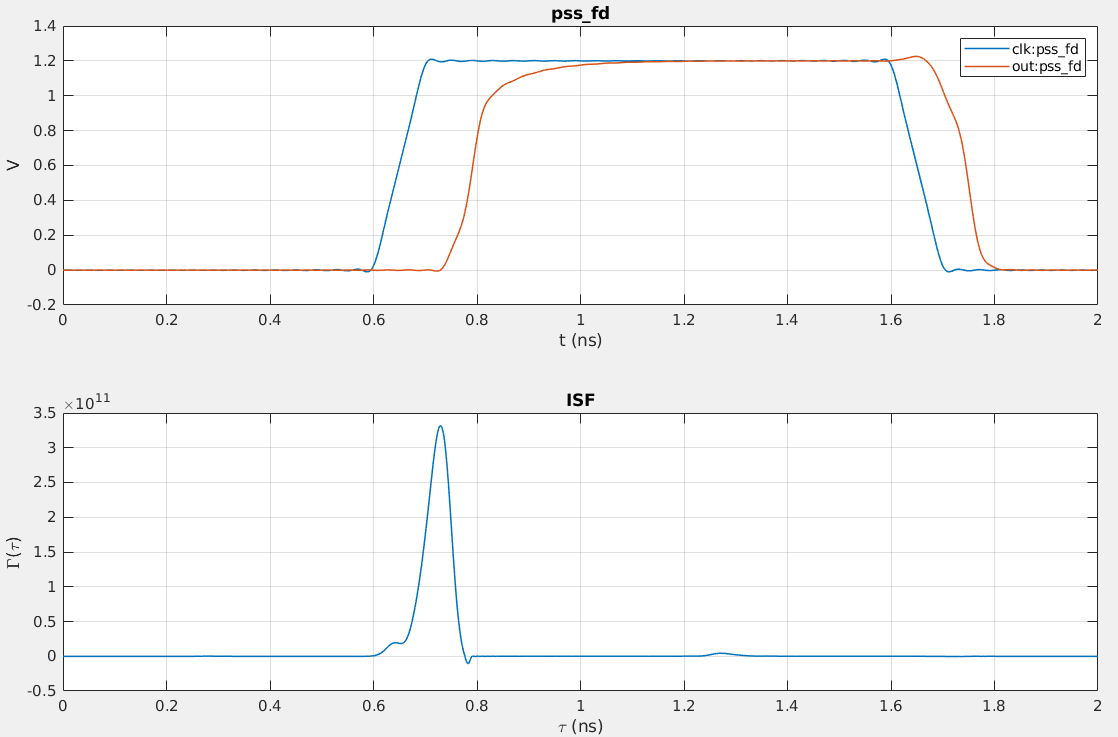 pss_fd
1.4
1.2
1
0.8
0.6
0.4
0.2
0
-0.2
V
clk:pss_fd
out:pss_fd
0 0.2 0.4 0.6 0.8 1 1.2 1.4 1.6 1.8 2
t (ns)
×10¹¹
ISF
3.5
3
2.5
2
1.5
1
0.5
0
-0.5
Γ(τ)
0 0.2 0.4 0.6 0.8 1 1.2 1.4 1.6 1.8 2
τ (ns)